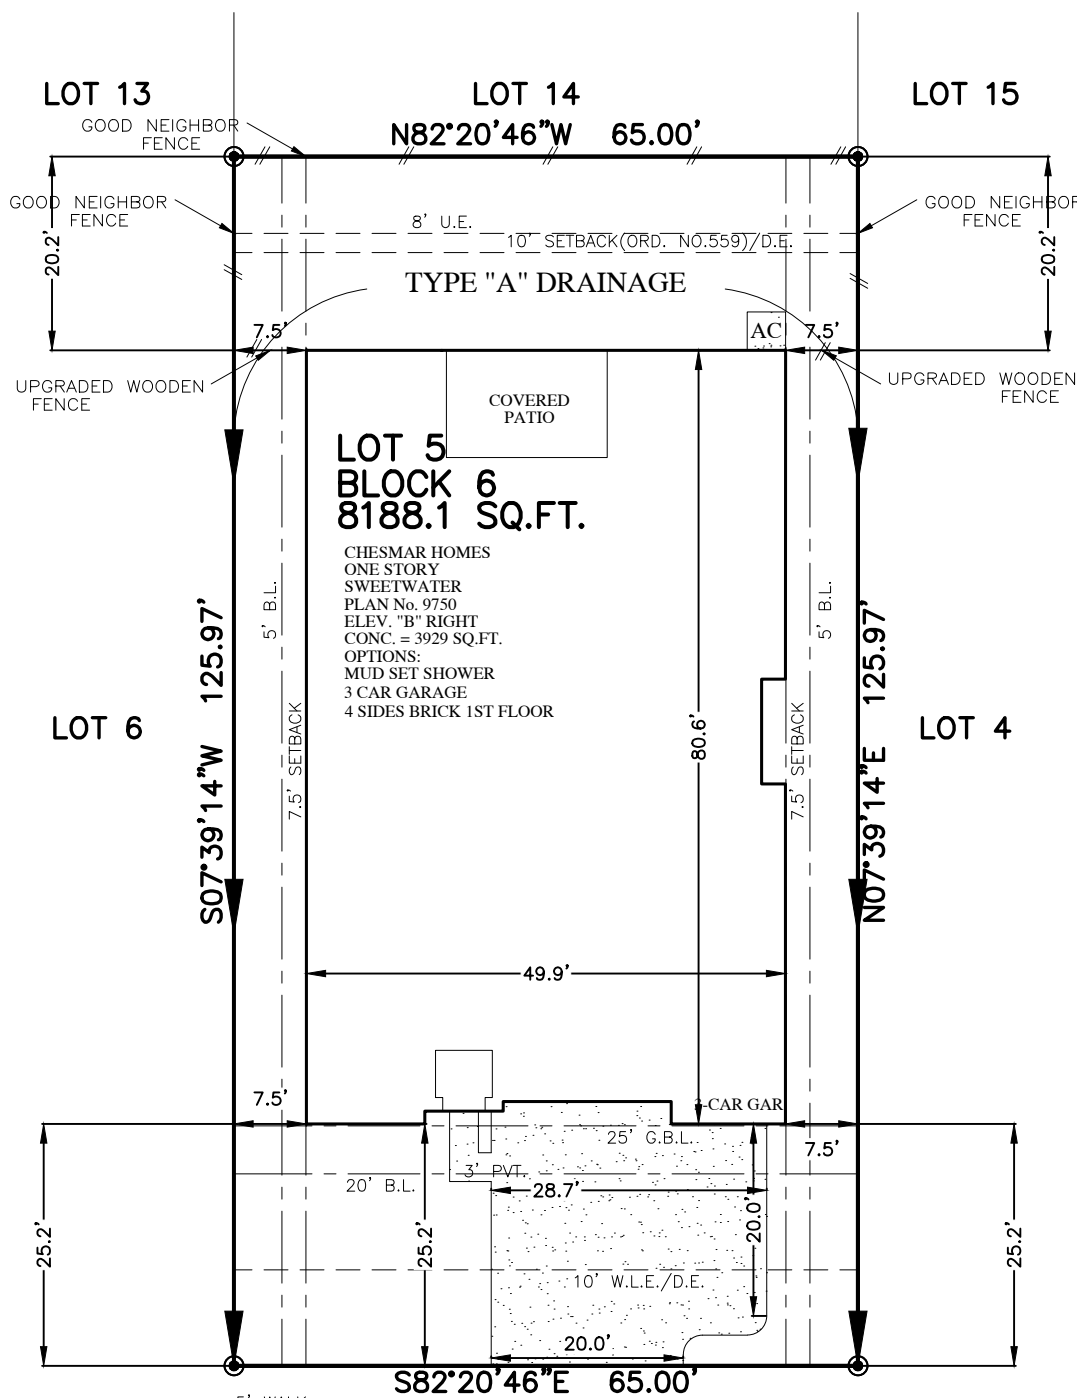 LOT 13
LOT 14
LOT 15
GOOD NEIGHBOR
FENCE
N82°20'46"W 65.00'
GOOD NEIGHBOR
FENCE
GOOD NEIGHBOR
FENCE
8' U.E.
10' SETBACK(ORD. NO.559)/D.E.
20.2'
20.2'
TYPE "A" DRAINAGE
7.5'
AC
7.5'
UPGRADED WOODEN
FENCE
UPGRADED WOODEN
FENCE
COVERED
PATIO
LOT 5
BLOCK 6
8188.1 SQ.FT.
CHESMAR HOMES
ONE STORY
SWEETWATER
PLAN No. 9750
ELEV. "B" RIGHT
CONC. = 3929 SQ.FT.
OPTIONS:
MUD SET SHOWER
3 CAR GARAGE
4 SIDES BRICK 1ST FLOOR
5' B.L.
5' B.L.
S07°39'14"W 125.97'
N07°39'14"E 125.97'
LOT 6
LOT 4
7.5' SETBACK
7.5' SETBACK
80.6'
49.9'
7.5'
-CAR GAR
25' G.B.L.
7.5'
3' PVT.
20' B.L.
28.7'
25.2'
25.2'
20.0'
25.2'
10' W.L.E./D.E.
20.0'
S82°20'46"E 65.00'